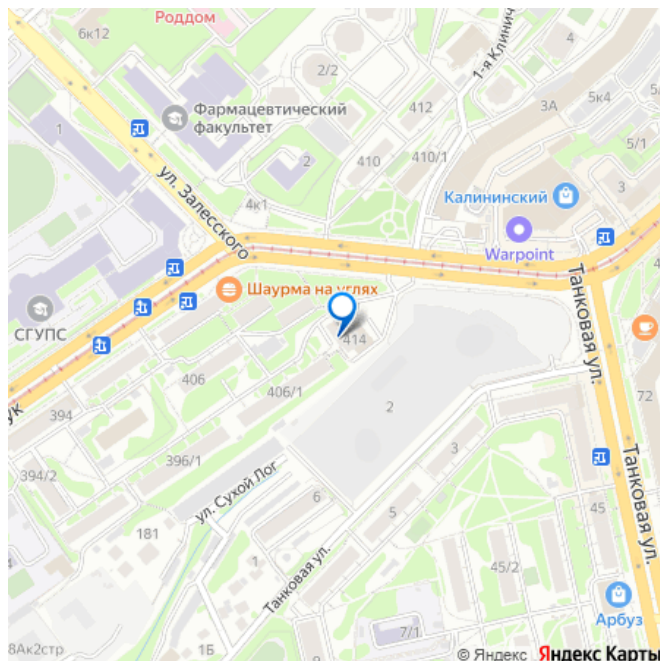 Роддом
6к12
2/2
1-я Клинич
4
412
3А
5к4
Фармацевтический
факультет
1
5/1
2
410
410/1
3
Калининский
4к1
ул. Залесского
Warpoint
Шаурма на углях
СГУПС
Танковая ул.
414
406
406/1
394
ук
2
72
396/1
3
394/2
ул. Сухой Лог
6
45
181
5
Танковая ул.
1
45/2
Танковая ул.
Арбуз
1Б
7/1
8Ак2стр
© Яндекс Яндекс Карты